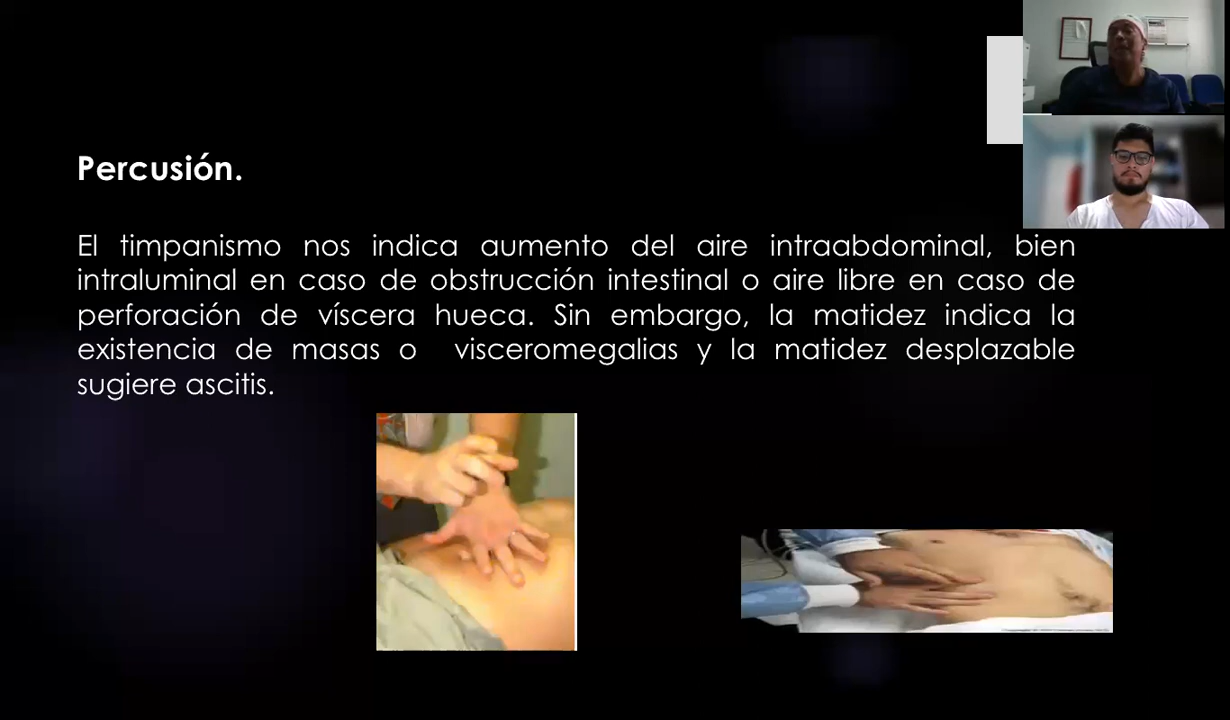 Percusión.
El timpanismo nos indica aumento del aire intraabdominal, bien
intraluminal en caso de obstrucción intestinal o aire libre en caso de
perforación de víscera hueca. Sin embargo, la matidez indica la
existencia de masas o visceromegalias y la matidez desplazable
sugiere ascitis.